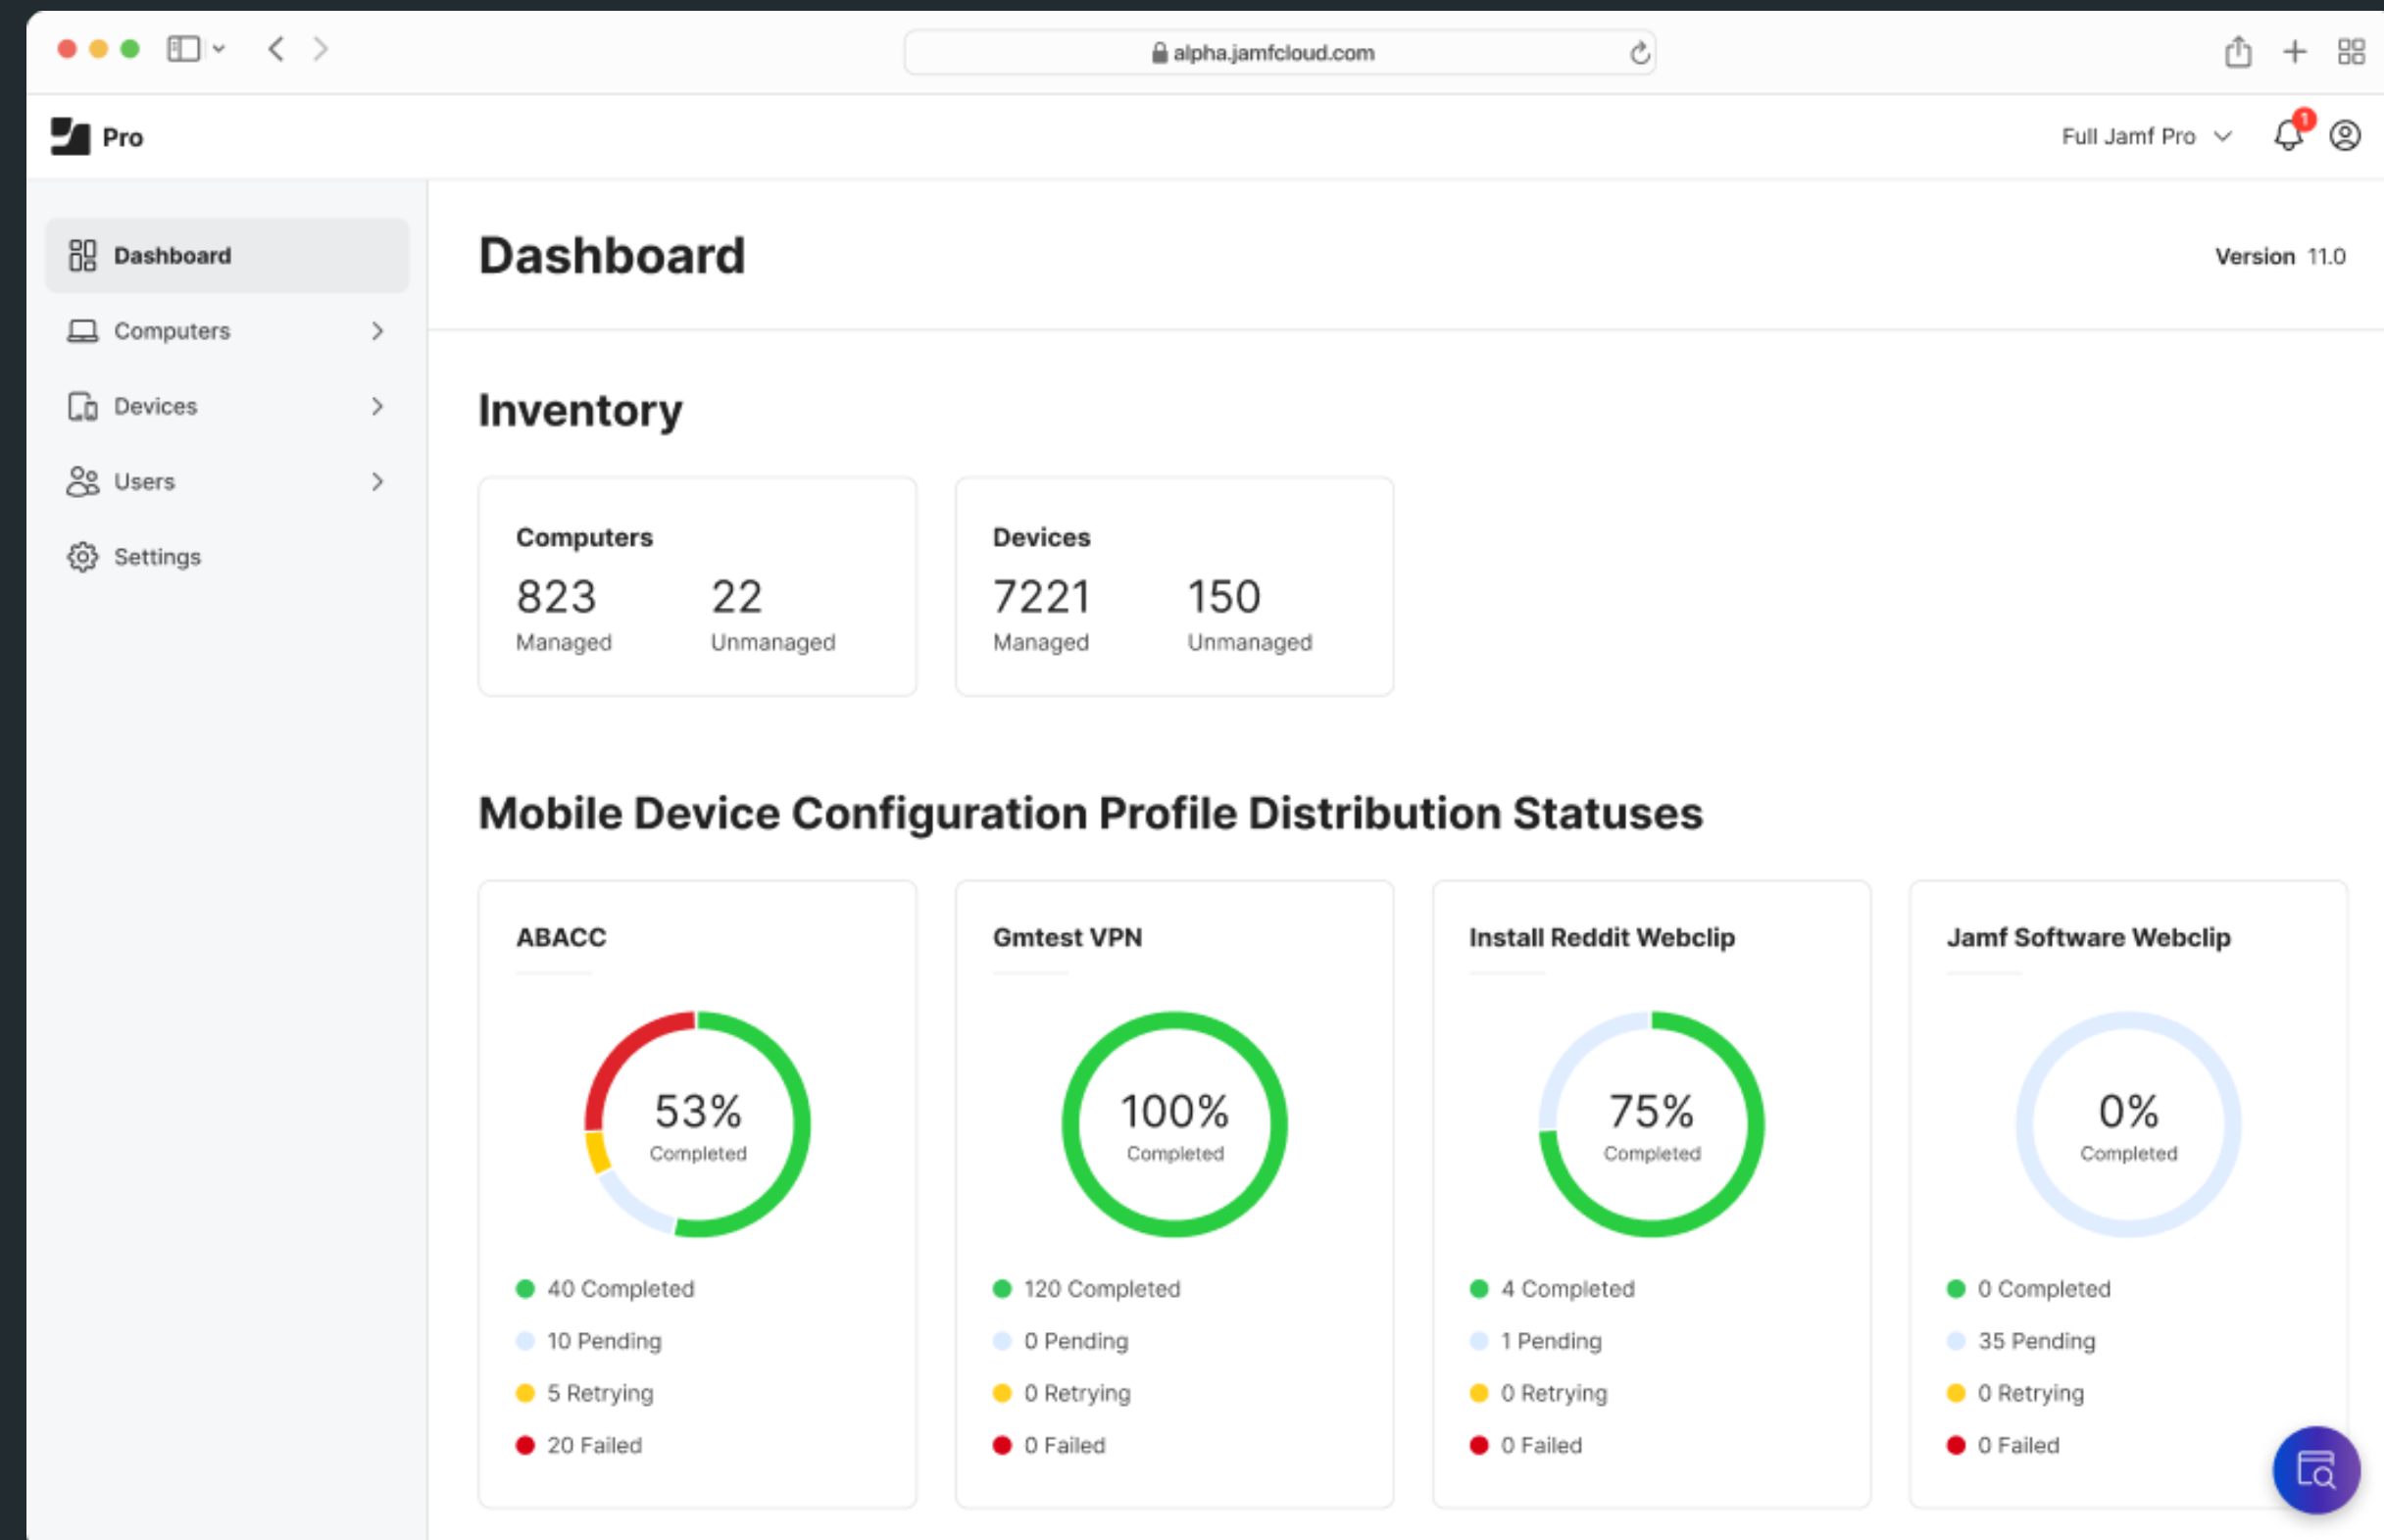 alpha.jamfcloud.com
Pro
Full Jamf Pro
1
Dashboard
Computers
Devices
Users
Settings
Dashboard
Version 11.0
Inventory
Computers
823 22
Managed Unmanaged
Devices
7221 150
Managed Unmanaged
Mobile Device Configuration Profile Distribution Statuses
ABACC
53%
Completed
40 Completed
10 Pending
5 Retrying
20 Failed
Gmtest VPN
100%
Completed
120 Completed
0 Pending
0 Retrying
0 Failed
Install Reddit Webclip
75%
Completed
4 Completed
1 Pending
0 Retrying
0 Failed
Jamf Software Webclip
0%
Completed
0 Completed
35 Pending
0 Retrying
0 Failed